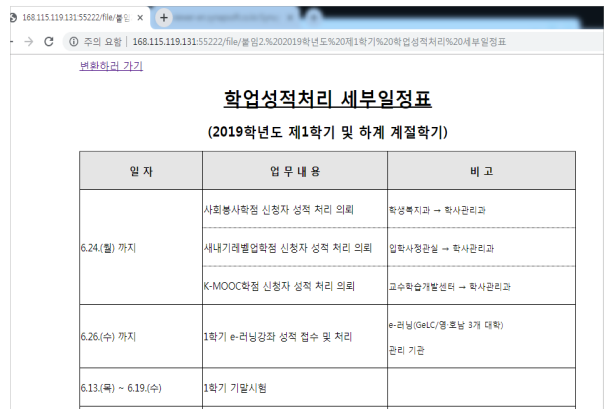 168.115.119.131:55222/file/붙임
주의 요함 | 168.115.119.131:55222/file/붙임2.%202019학년도%20제1학기%20학업성적처리%20세부일정표
변환하러 가기
학업성적처리 세부일정표
(2019학년도 제1학기 및 하계 계절학기)
일 자 업 무 내 용 비 고
6.24.(월) 까지
사회봉사학점 신청자 성적 처리 의뢰 학생복지과 → 학사관리과
새내기레벨업학점 신청자 성적 처리 의뢰 입학사정관실 → 학사관리과
K-MOOC학점 신청자 성적 처리 의뢰 교수학습개발센터 → 학사관리과
6.26.(수) 까지 1학기 e-러닝강좌 성적 접수 및 처리 e-러닝(GeLC/영·호남 3개 대학)
관리 기관
6.13.(목) ~ 6.19.(수) 1학기 기말시험